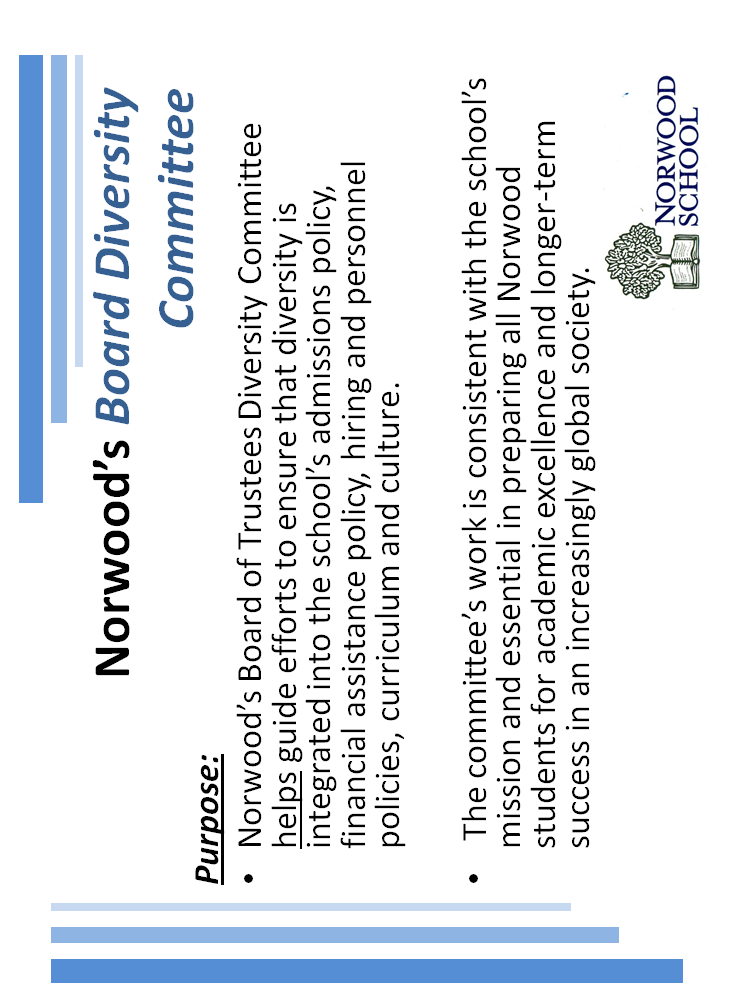 Norwood’s Board Diversity
Committee
Purpose:
• Norwood’s Board of Trustees Diversity Committee
helps guide efforts to ensure that diversity is
integrated into the school’s admissions policy,
financial assistance policy, hiring and personnel
policies, curriculum and culture.
• The committee’s work is consistent with the school’s
mission and essential in preparing all Norwood
students for academic excellence and longer-term
success in an increasingly global society.
NORWOOD
SCHOOL